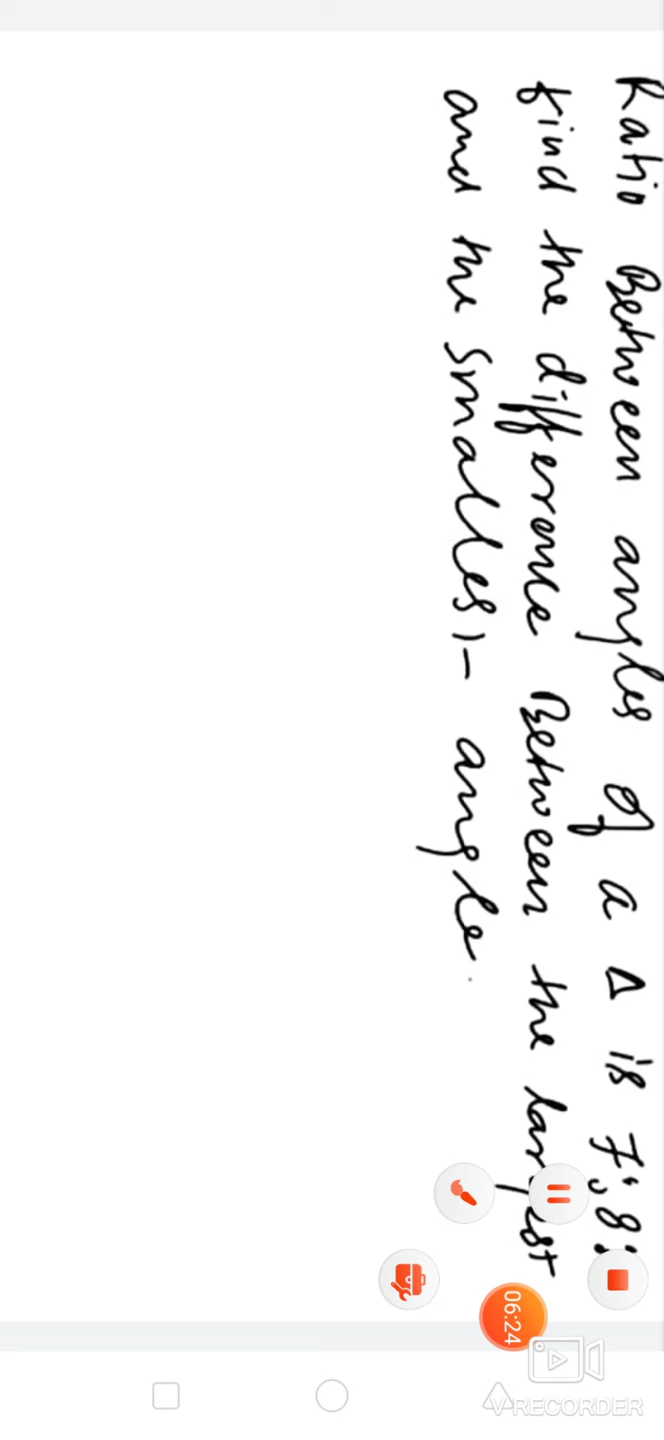 Ratio Between angles of a Δ is 7:8:
find the difference Between the largest
and the smallest angle.
06:24
V RECORDER